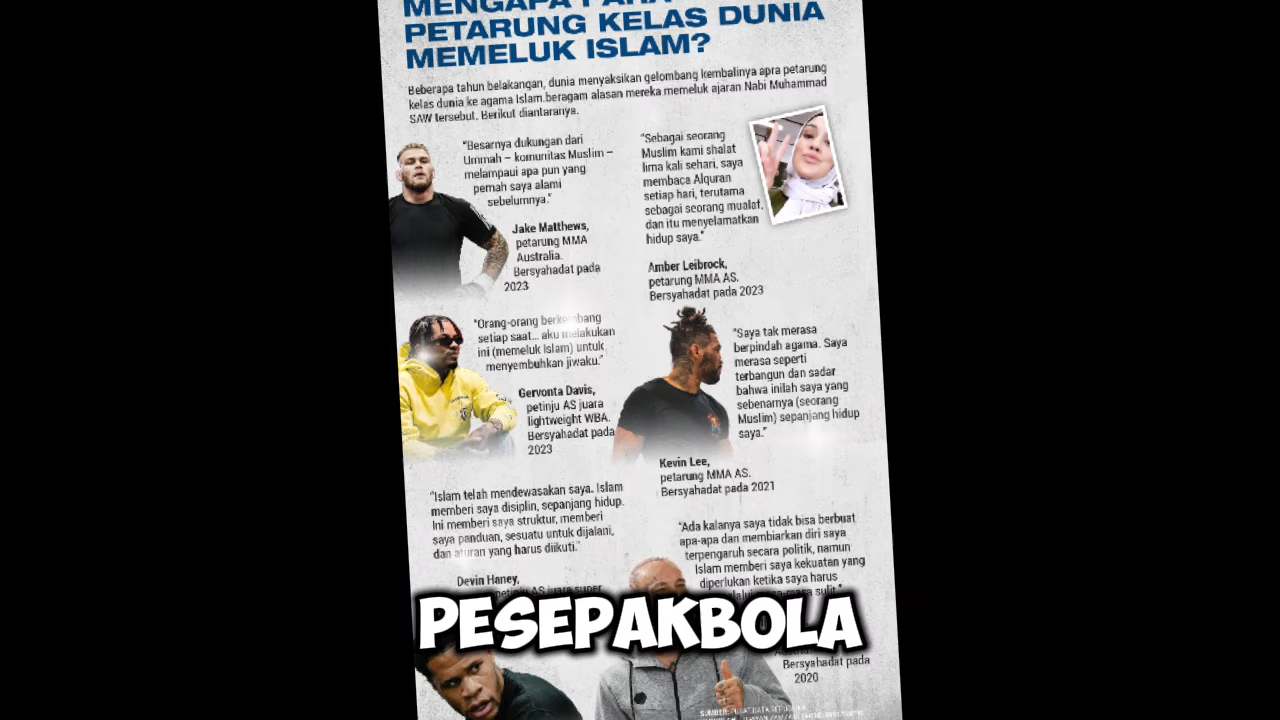 MENGAPA PARA
PETARUNG KELAS DUNIA
MEMELUK ISLAM?
Beberapa tahun belakangan, dunia menyaksikan gelombang kembalinya apra petarung
kelas dunia ke agama Islam.beragam alasan mereka memeluk ajaran Nabi Muhammad
SAW tersebut. Berikut diantaranya.
"Besarnya dukungan dari
Ummah – komunitas Muslim –
melampaui apa pun yang
pernah saya alami
sebelumnya."
Jake Matthews,
petarung MMA
Australia.
Bersyahadat pada
2023
"Sebagai seorang
Muslim kami shalat
lima kali sehari, saya
membaca Alquran
setiap hari, terutama
sebagai seorang mualaf,
dan itu menyelamatkan
hidup saya."
Amber Leibrock,
petarung MMA AS.
Bersyahadat pada 2023
"Orang-orang berkembang
setiap saat... aku melakukan
ini (memeluk Islam) untuk
menyembuhkan jiwaku."
Gervonta Davis,
petinju AS juara
lightweight WBA.
Bersyahadat pada
2023
"Saya tak merasa
berpindah agama. Saya
merasa seperti
terbangun dan sadar
bahwa inilah saya yang
sebenarnya (seorang
Muslim) sepanjang hidup
saya."
Kevin Lee,
petarung MMA AS.
Bersyahadat pada 2021
"Islam telah mendewasakan saya. Islam
memberi saya disiplin, sepanjang hidup.
Ini memberi saya struktur, memberi
saya panduan, sesuatu untuk dijalani,
dan aturan yang harus diikuti."
Devin Haney,
petinju AS juara super
"Ada kalanya saya tidak bisa berbuat
apa-apa dan membiarkan diri saya
terpengaruh secara politik, namun
Islam memberi saya kekuatan yang
diperlukan ketika saya harus
sulit."
Bersyahadat pada
2020
PESEPAKBOLA